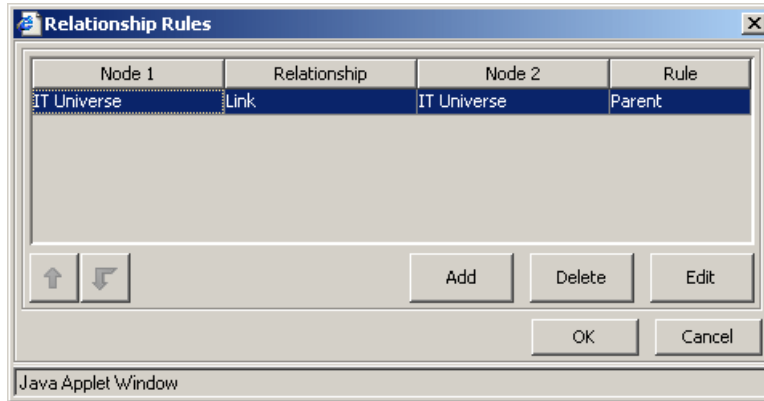 Relationship Rules
Node 1 Relationship Node 2 Rule
IT Universe Link IT Universe Parent
Add Delete Edit
OK Cancel
Java Applet Window